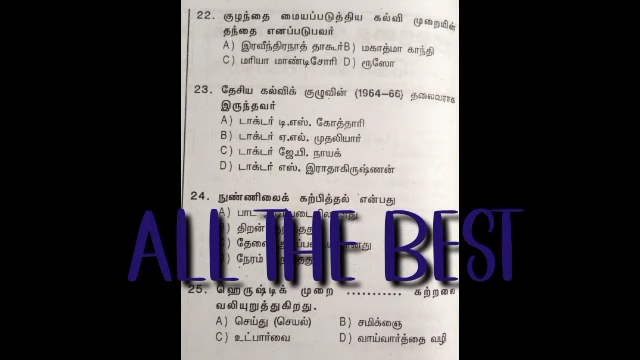 22. குழந்தை மையப்படுத்திய கல்வி முறையின்
தந்தை எனப்படுபவர்
A) இரவீந்திரநாத் தாகூர் B) மகாத்மா காந்தி
C) மரியா மாண்டிசோரி D) ரூஸோ
23. தேசிய கல்விக் குழுவின் (1964–66) தலைவராக
இருந்தவர்
A) டாக்டர் டி.எஸ். கோத்தாரி
B) டாக்டர் ஏ.எல். முதலியார்
C) டாக்டர் ஜே.பி. நாயக்
D) டாக்டர் எஸ். இராதாகிருஷ்ணன்
24. நுண்ணிலைக் கற்பித்தல் என்பது
A) பாட
B) திறன்
ALL THE BEST
D) நேரம்
25. ஹெருஷ்டிக் முறை ........... கற்றலை
வலியுறுத்துகிறது.
A) செய்து (செயல்) B) சமிக்ஞை
C) உட்பார்வை D) வாய்வார்த்தை வழி